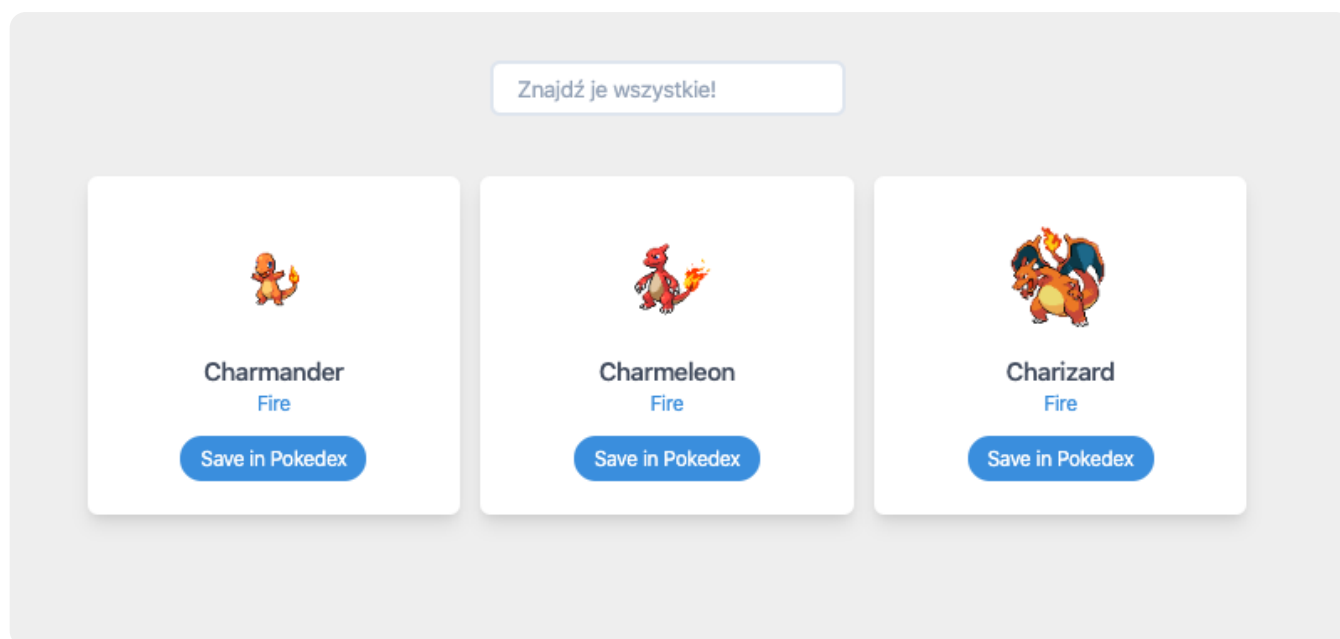 Znajdź je wszystkie!
Charmander
Fire
Save in Pokedex
Charmeleon
Fire
Save in Pokedex
Charizard
Fire
Save in Pokedex